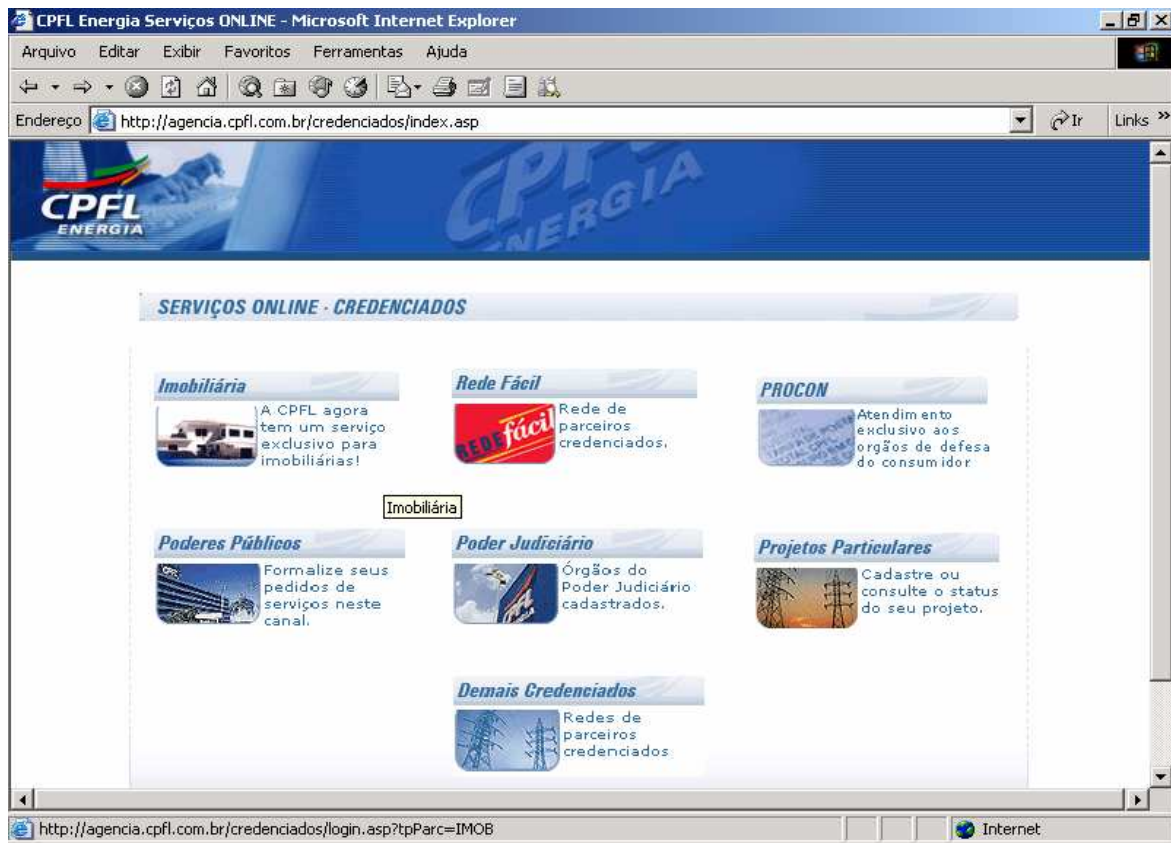 CPFL Energia Serviços ONLINE - Microsoft Internet Explorer
Arquivo Editar Exibir Favoritos Ferramentas Ajuda
Endereço http://agencia.cpfl.com.br/credenciados/index.asp Ir Links »
CPFL
ENERGIA
CPFL
ENERGIA
SERVIÇOS ONLINE - CREDENCIADOS
Imobiliária
A CPFL agora
tem um serviço
exclusivo para
imobiliárias!
Rede Fácil
REDE fácil
Rede de
parceiros
credenciados.
PROCON
Atendimento
exclusivo aos
orgãos de defesa
do consumidor
Imobiliária
Poderes Públicos
Formalize seus
pedidos de
serviços neste
canal.
Poder Judiciário
Órgãos do
Poder Judiciário
cadastrados.
Projetos Particulares
Cadastre ou
consulte o status
do seu projeto.
Demais Credenciados
Redes de
parceiros
credenciados
http://agencia.cpfl.com.br/credenciados/login.asp?tpParc=IMOB Internet